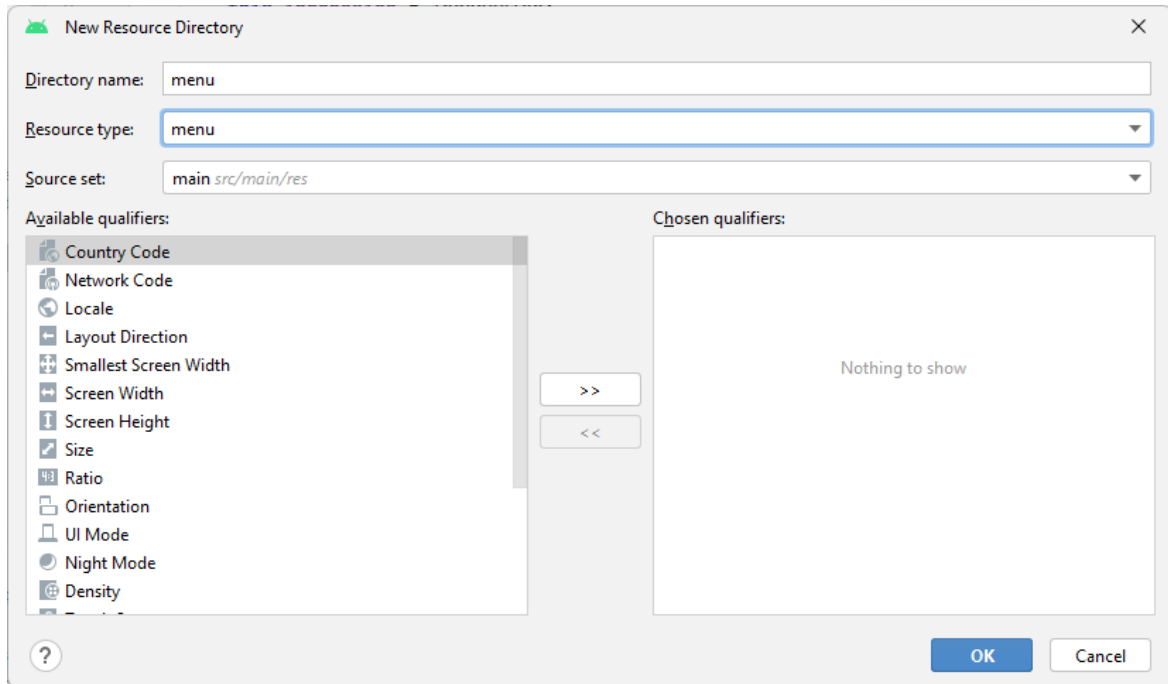 New Resource Directory
Directory name: menu
Resource type: menu
Source set: main src/main/res
Available qualifiers:
Chosen qualifiers:
Country Code
Network Code
Locale
Layout Direction
Smallest Screen Width
Screen Width
Screen Height
Size
Ratio
Orientation
UI Mode
Night Mode
Density
>>
<<
Nothing to show
?
OK
Cancel